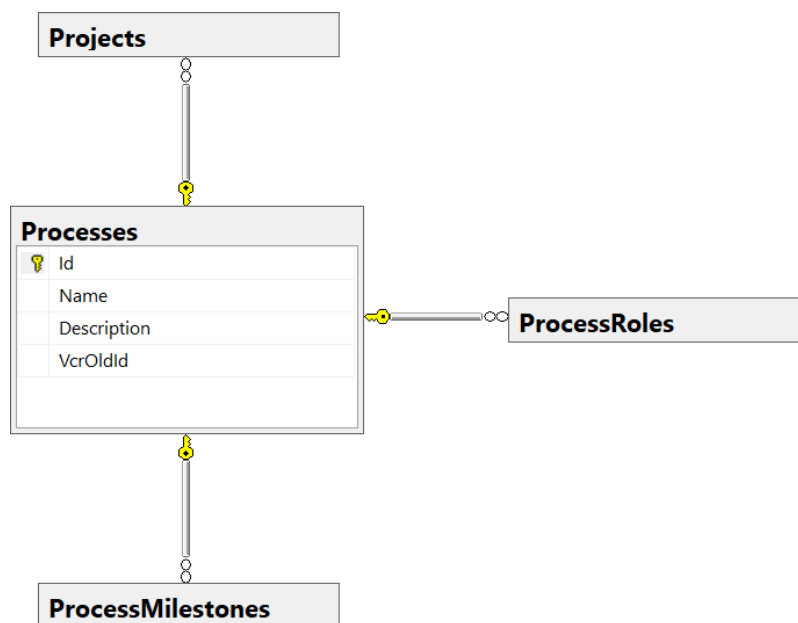 Projects
Processes
Id
Name
Description
VcrOldId
ProcessRoles
ProcessMilestones